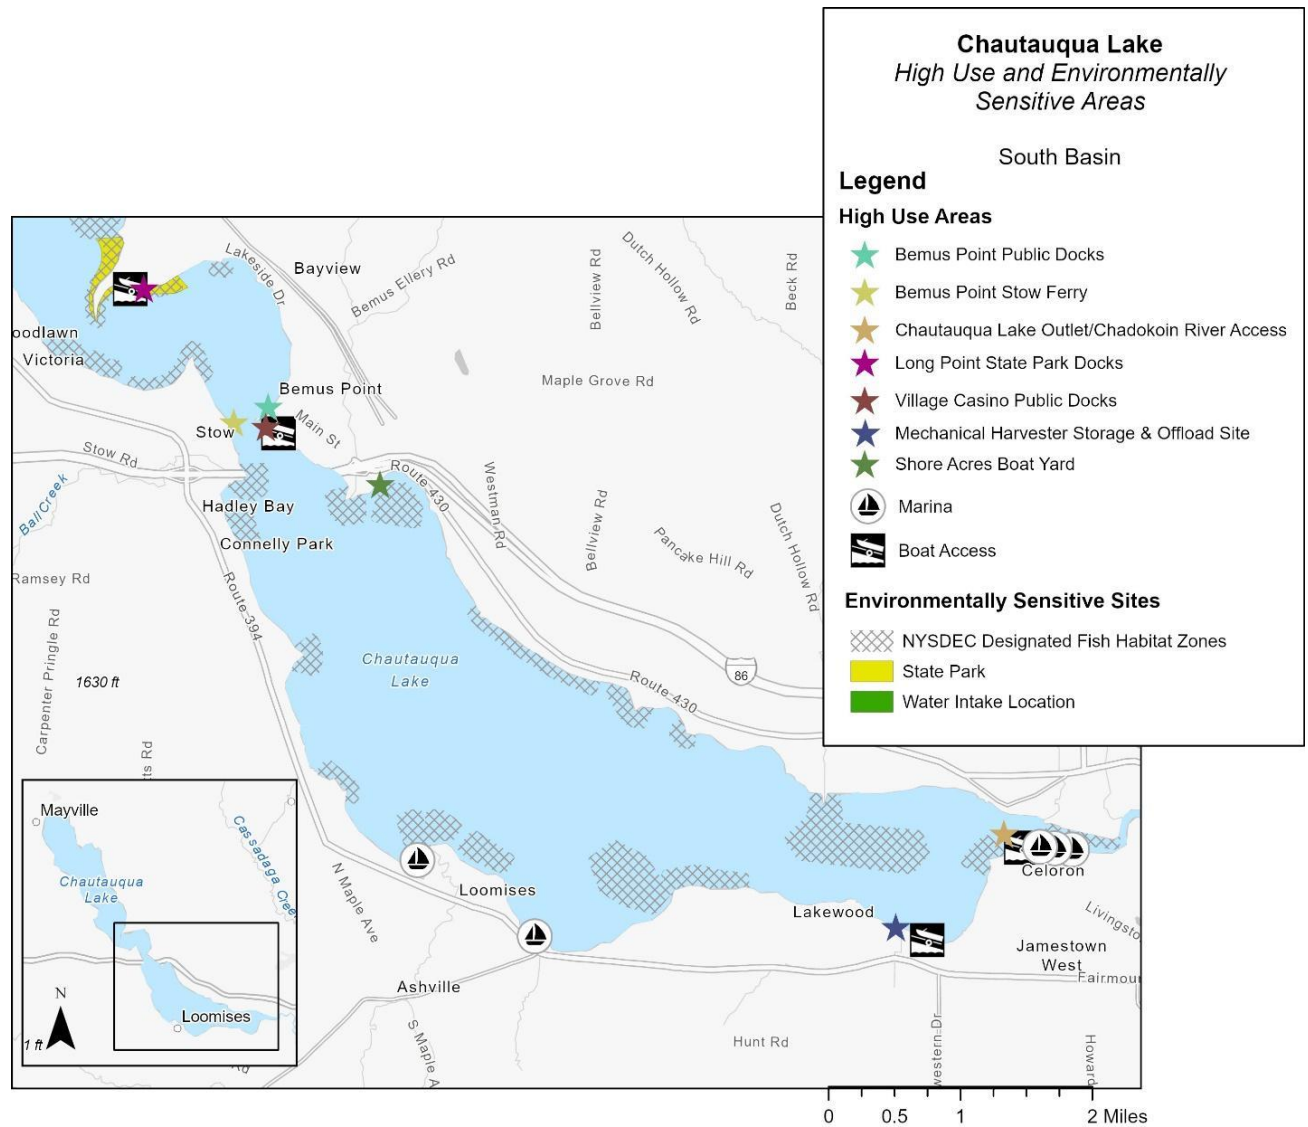 Chautauqua Lake
High Use and Environmentally
Sensitive Areas
South Basin
Legend
High Use Areas
Bemus Point Public Docks
Bemus Point Stow Ferry
Chautauqua Lake Outlet/Chadokoin River Access
Long Point State Park Docks
Village Casino Public Docks
Mechanical Harvester Storage & Offload Site
Shore Acres Boat Yard
Marina
Boat Access
Environmentally Sensitive Sites
NYSDEC Designated Fish Habitat Zones
State Park
Water Intake Location
Lakeside Dr
Bayview
Bemus Ellery Rd
Bellview Rd
Dutch Hollow Rd
Beck Rd
oodlawn
Victoria
Maple Grove Rd
Bemus Point
Main St
Stow
Stow Rd
Ball Creek
Route 430
Westman Rd
Hadley Bay
Connelly Park
Bellview Rd
Pancake Hill Rd
Dutch Hollow Rd
Ramsey Rd
Route 394
Carpenter Pringle Rd
1630 ft
Chautauqua
Lake
Route 430
86
tts Rd
Mayville
Cassadaga Cree
Chautauqua
Lake
Loomises
N
1 ft
Rd
N Maple Ave
Loomises
Ashville
S Maple A
Lakewood
Celeron
Livingsto
Jamestown
West
Fairmour
Hunt Rd
western Dr
Howard
0
0.5
1
2 Miles